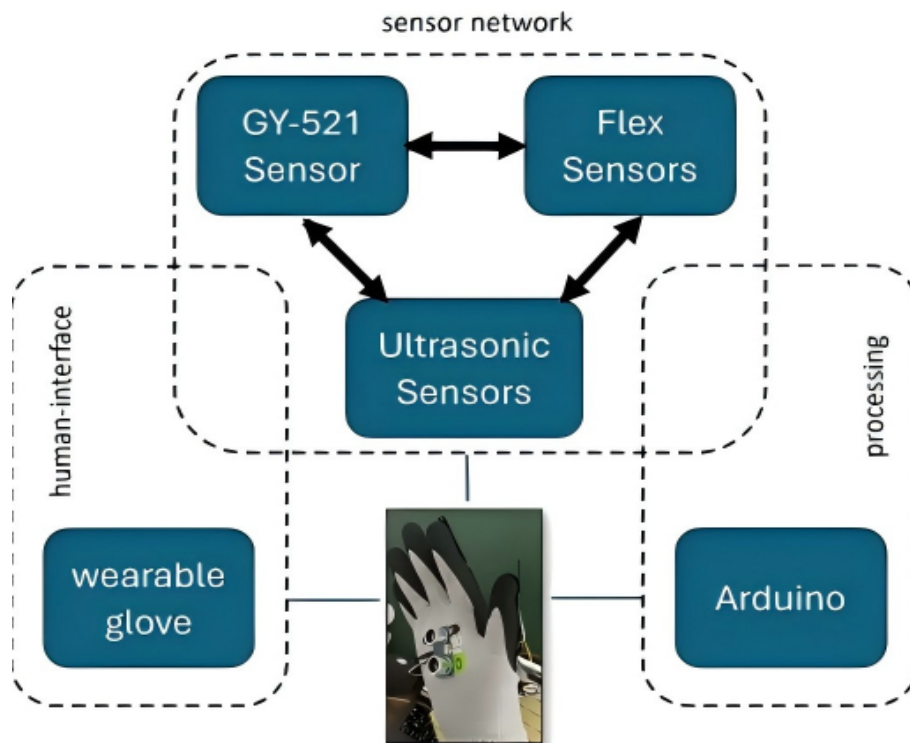 sensor network
GY-521
Sensor
Flex
Sensors
Ultrasonic
Sensors
human-interface
processing
wearable
glove
Arduino